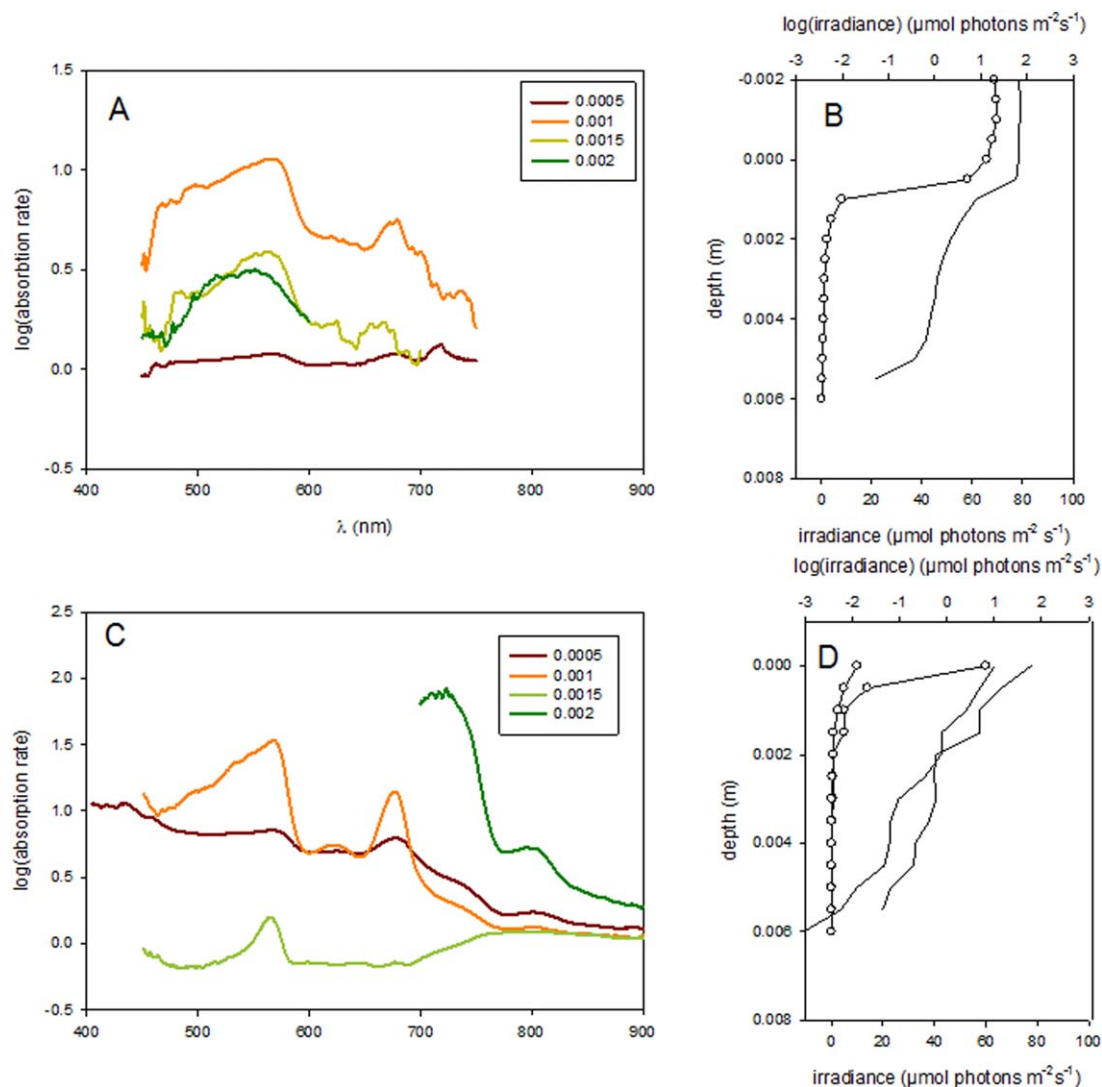 A
log(absorbtion rate)
1.5
1.0
0.5
0.0
-0.5
0.0005
0.001
0.0015
0.002
400 500 600 700 800 900
λ (nm)
log(irradiance) (µmol photons m-2s-1)
-3 -2 -1 0 1 2 3
B
depth (m)
-0.002
0.000
0.002
0.004
0.006
0.008
0 20 40 60 80 100
irradiance (µmol photons m-2 s-1)
C
log(absorption rate)
2.5
2.0
1.5
1.0
0.5
0.0
-0.5
0.0005
0.001
0.0015
0.002
400 500 600 700 800 900
log(irradiance) (µmol photons m-2s-1)
-3 -2 -1 0 1 2 3
D
depth (m)
0.000
0.002
0.004
0.006
0.008
0 20 40 60 80 100
irradiance (µmol photons m-2s-1)